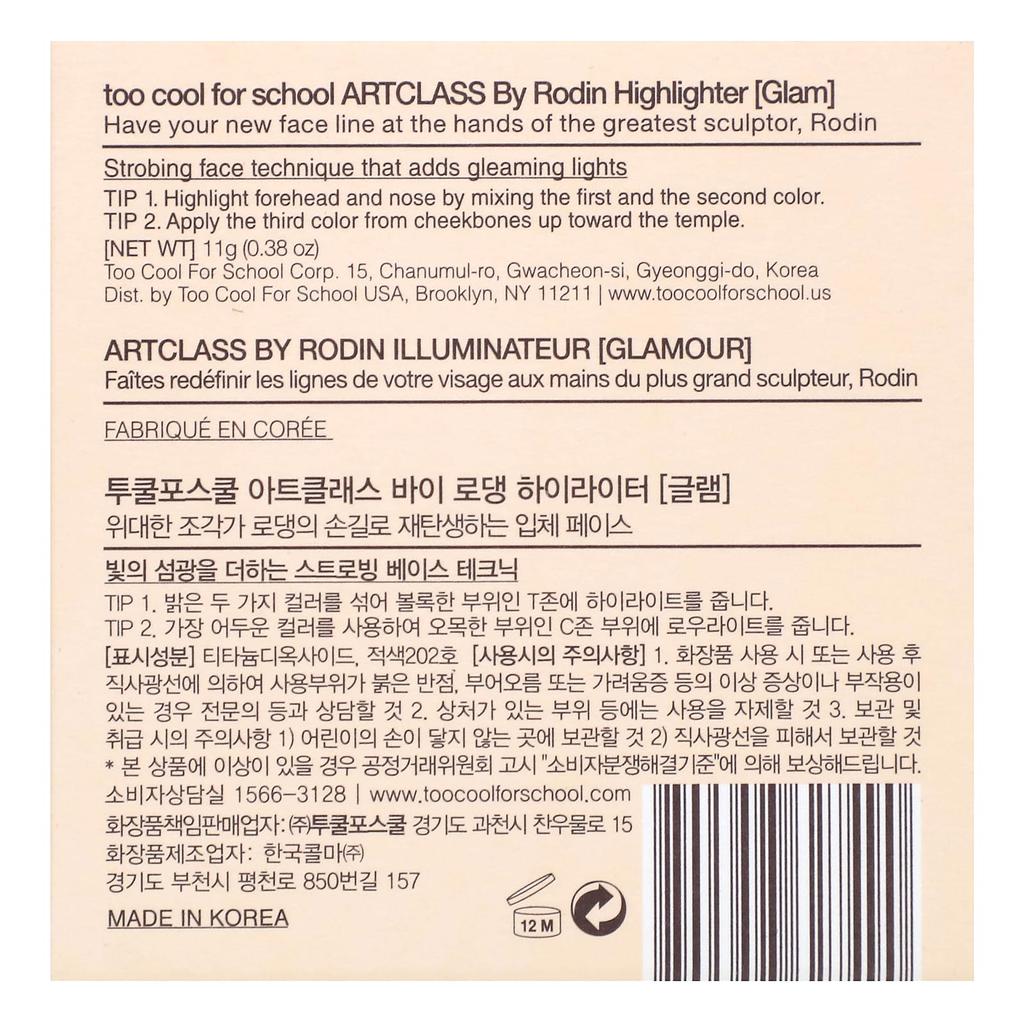 too cool for school ARTCLASS By Rodin Highlighter [Glam]
Have your new face line at the hands of the greatest sculptor, Rodin
Strobing face technique that adds gleaming lights
TIP 1. Highlight forehead and nose by mixing the first and the second color.
TIP 2. Apply the third color from cheekbones up toward the temple.
[NET WT] 11g (0.38 oz)
Too Cool For School Corp. 15, Chanumul-ro, Gwacheon-si, Gyeonggi-do, Korea
Dist. by Too Cool For School USA, Brooklyn, NY 11211 | www.toocoolforschool.us
ARTCLASS BY RODIN ILLUMINATEUR [GLAMOUR]
Faîtes redéfinir les lignes de votre visage aux mains du plus grand sculpteur, Rodin
FABRIQUÉ EN CORÉE
투쿨포스쿨 아트클래스 바이 로댕 하이라이터 [글램]
위대한 조각가 로댕의 손길로 재탄생하는 입체 페이스
빛의 섬광을 더하는 스트로빙 베이스 테크닉
TIP 1. 밝은 두 가지 컬러를 섞어 볼록한 부위인 T존에 하이라이트를 줍니다.
TIP 2. 가장 어두운 컬러를 사용하여 오목한 부위인 C존 부위에 로우라이트를 줍니다.
[표시성분] 티타늄디옥사이드, 적색202호 [사용시의 주의사항] 1. 화장품 사용 시 또는 사용 후
직사광선에 의하여 사용부위가 붉은 반점, 부어오름 또는 가려움증 등의 이상 증상이나 부작용이
있는 경우 전문의 등과 상담할 것 2. 상처가 있는 부위 등에는 사용을 자제할 것 3. 보관 및
취급 시의 주의사항 1) 어린이의 손이 닿지 않는 곳에 보관할 것 2) 직사광선을 피해서 보관할 것
* 본 상품에 이상이 있을 경우 공정거래위원회 고시 "소비자분쟁해결기준"에 의해 보상해드립니다.
소비자상담실 1566-3128 | www.toocoolforschool.com
화장품책임판매업자: ㈜투쿨포스쿨 경기도 과천시 찬우물로 15
화장품제조업자: 한국콜마㈜
경기도 부천시 평천로 850번길 157
MADE IN KOREA
12 M